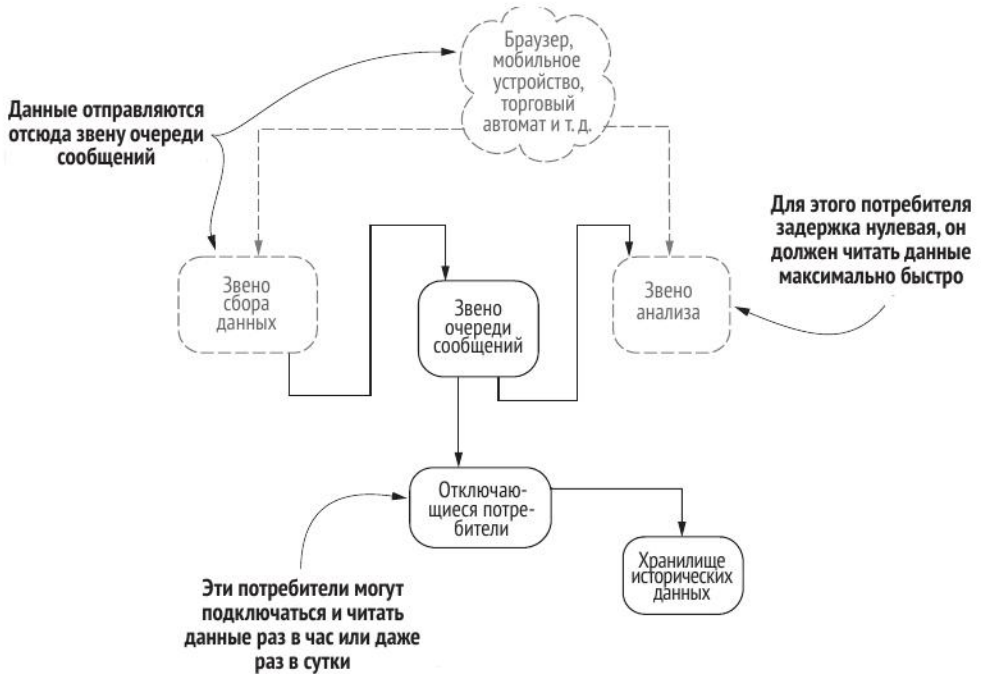 Браузер,
мобильное
устройство,
торговый
автомат и т. д.
Данные отправляются
отсюда звену очереди
сообщений
Для этого потребителя
задержка нулевая, он
должен читать данные
максимально быстро
Звено
сбора
данных
Звено
очереди
сообщений
Звено
анализа
Отключаю-
щиеся потре-
бители
Хранилище
исторических
данных
Эти потребители могут
подключаться и читать
данные раз в час или даже
раз в сутки